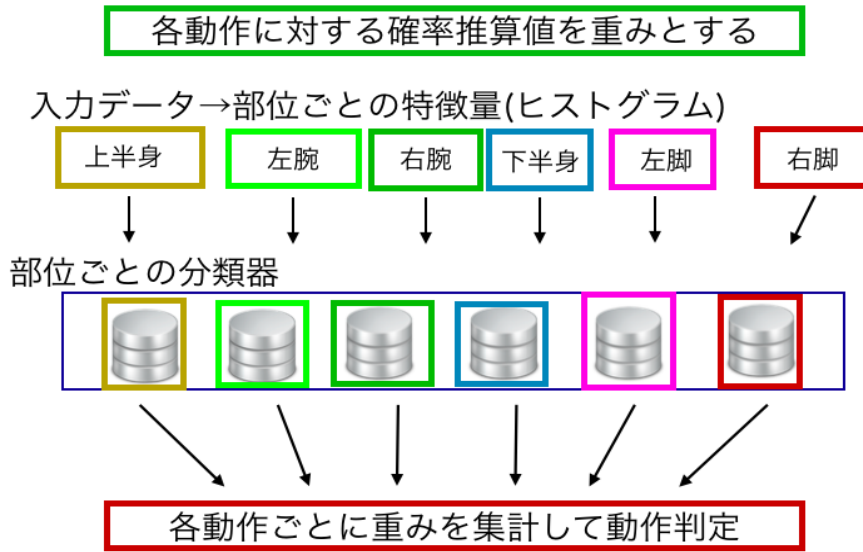 各動作に対する確率推算値を重みとする
入力データ→部位ごとの特徴量(ヒストグラム)
上半身 左腕 右腕 下半身 左脚 右脚
部位ごとの分類器
各動作ごとに重みを集計して動作判定